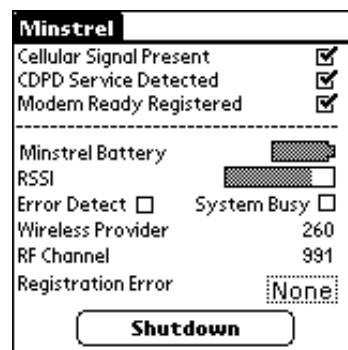 Minstrel
Cellular Signal Present
CDPD Service Detected
Modem Ready Registered
Minstrel Battery
RSSI
Error Detect System Busy
Wireless Provider 260
RF Channel 991
Registration Error None
Shutdown